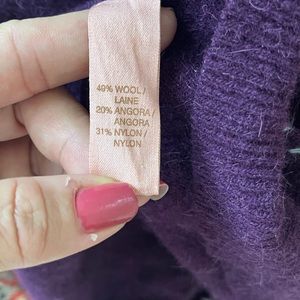 49% WOOL /
LAINE
20% ANGORA /
ANGORA
31% NYLON /
NYLON